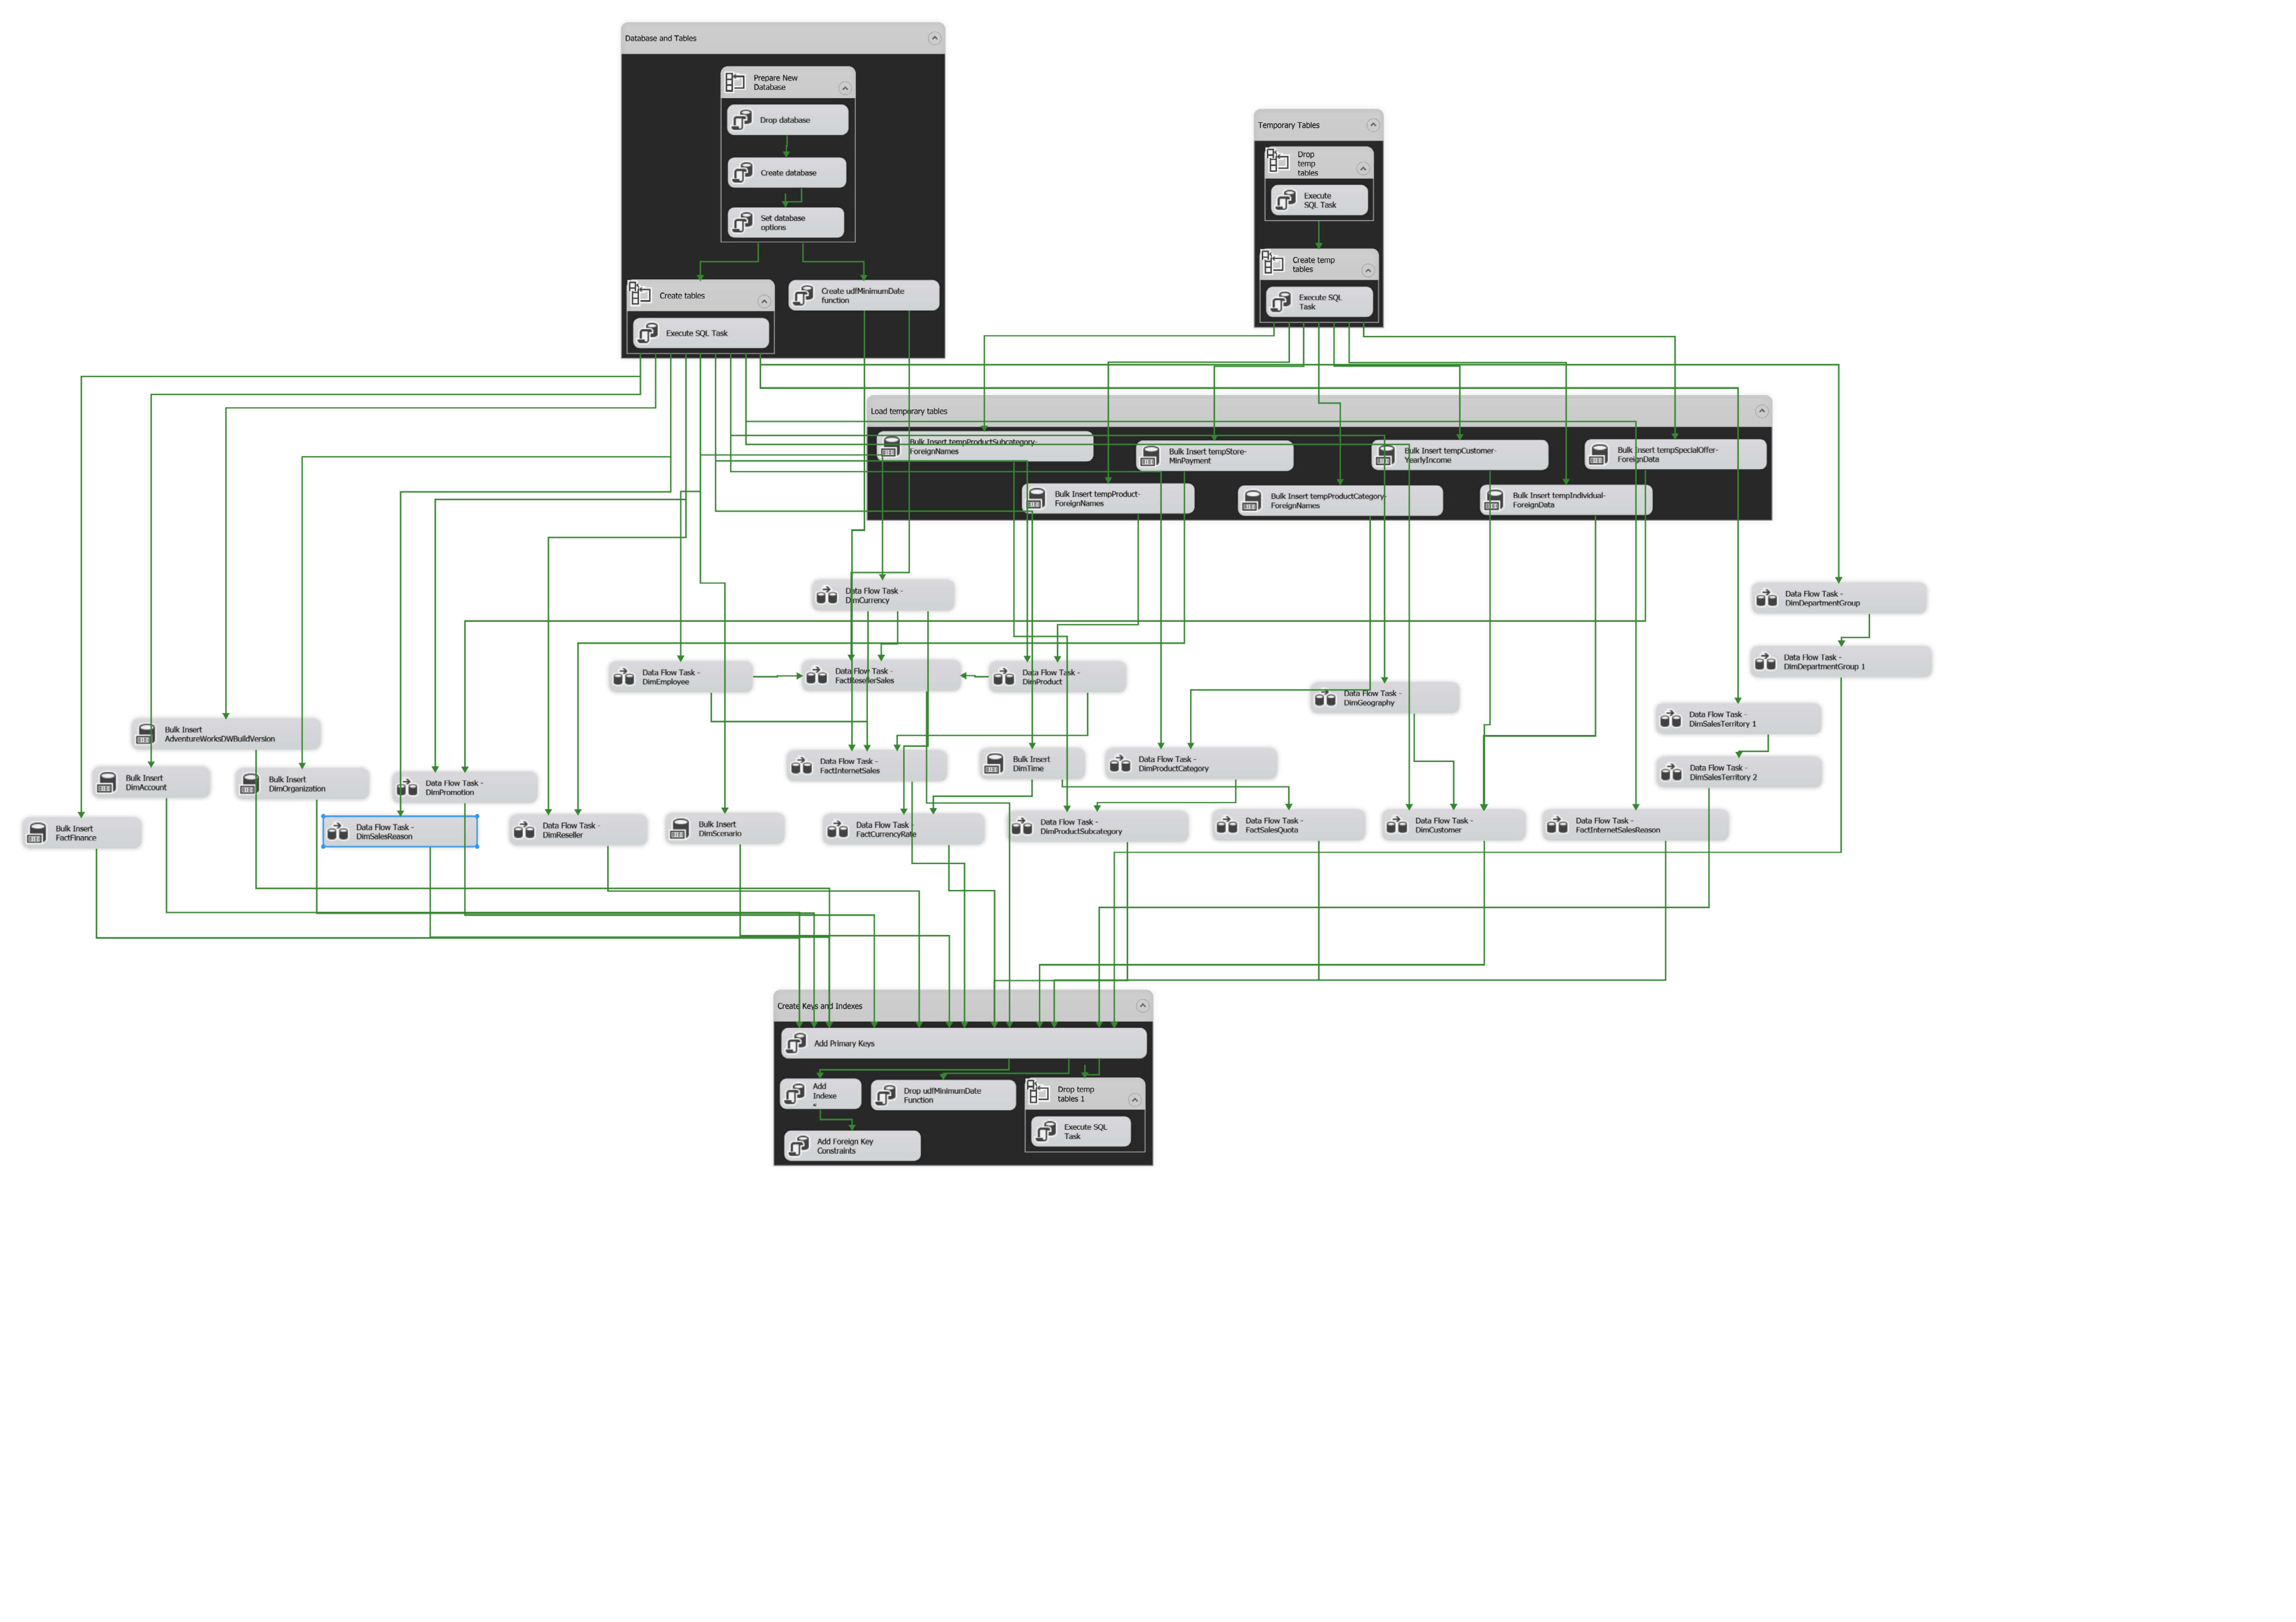 Database and Tables
Prepare New
Database
Drop database
Create database
Set database
options
Create tables
Execute SQL Task
Create udfMinimumDate
function
Temporary Tables
Drop
temp
tables
Execute
SQL Task
Create temp
tables
Execute SQL
Task
Load temporary tables
Bulk Insert tempProductSubcategory-
ForeignNames
Bulk Insert tempStore-
MinPayment
Bulk Insert tempCustomer-
YearlyIncome
Bulk Insert tempSpecialOffer-
ForeignData
Bulk Insert tempProduct-
ForeignNames
Bulk Insert tempProductCategory-
ForeignNames
Bulk Insert tempIndividual-
ForeignData
Data Flow Task -
DimCurrency
Data Flow Task -
DimDepartmentGroup
Data Flow Task -
DimDepartmentGroup 1
Data Flow Task -
DimEmployee
Data Flow Task -
FactResellerSales
Data Flow Task -
DimProduct
Data Flow Task -
DimGeography
Data Flow Task -
DimSalesTerritory 1
Bulk Insert
AdventureWorksDWBuildVersion
Data Flow Task -
FactInternetSales
Bulk Insert
DimTime
Data Flow Task -
DimProductCategory
Data Flow Task -
DimSalesTerritory 2
Bulk Insert
DimAccount
Bulk Insert
DimOrganization
Data Flow Task -
DimPromotion
Bulk Insert
FactFinance
Data Flow Task -
DimSalesReason
Data Flow Task -
DimReseller
Bulk Insert
DimScenario
Data Flow Task -
FactCurrencyRate
Data Flow Task -
DimProductSubcategory
Data Flow Task -
FactSalesQuota
Data Flow Task -
DimCustomer
Data Flow Task -
FactInternetSalesReason
Create Keys and Indexes
Add Primary Keys
Add
Indexe
Drop udfMinimumDate
Function
Drop temp
tables 1
Execute SQL
Task
Add Foreign Key
Constraints